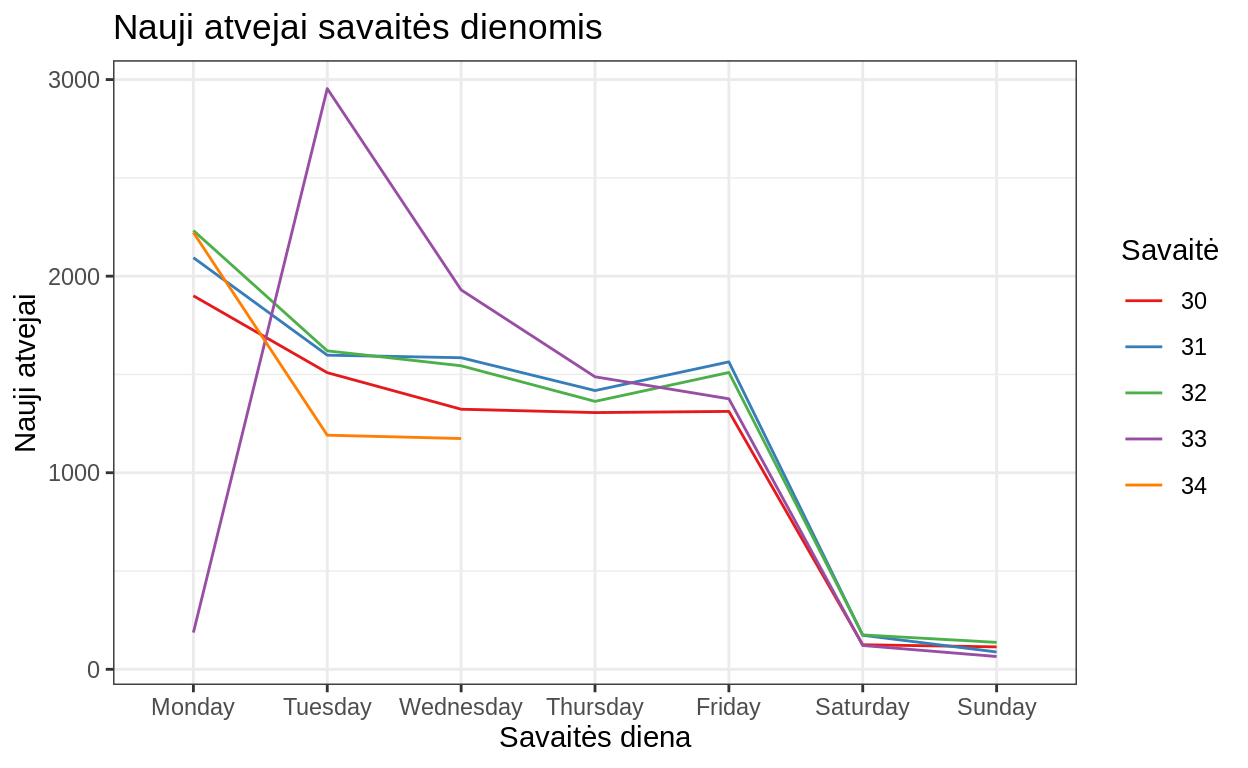 Nauji atvejai savaitės dienomis
Nauji atvejai
3000
2000
1000
0
Monday Tuesday Wednesday Thursday Friday Saturday Sunday
Savaitės diena
Savaitė
30
31
32
33
34